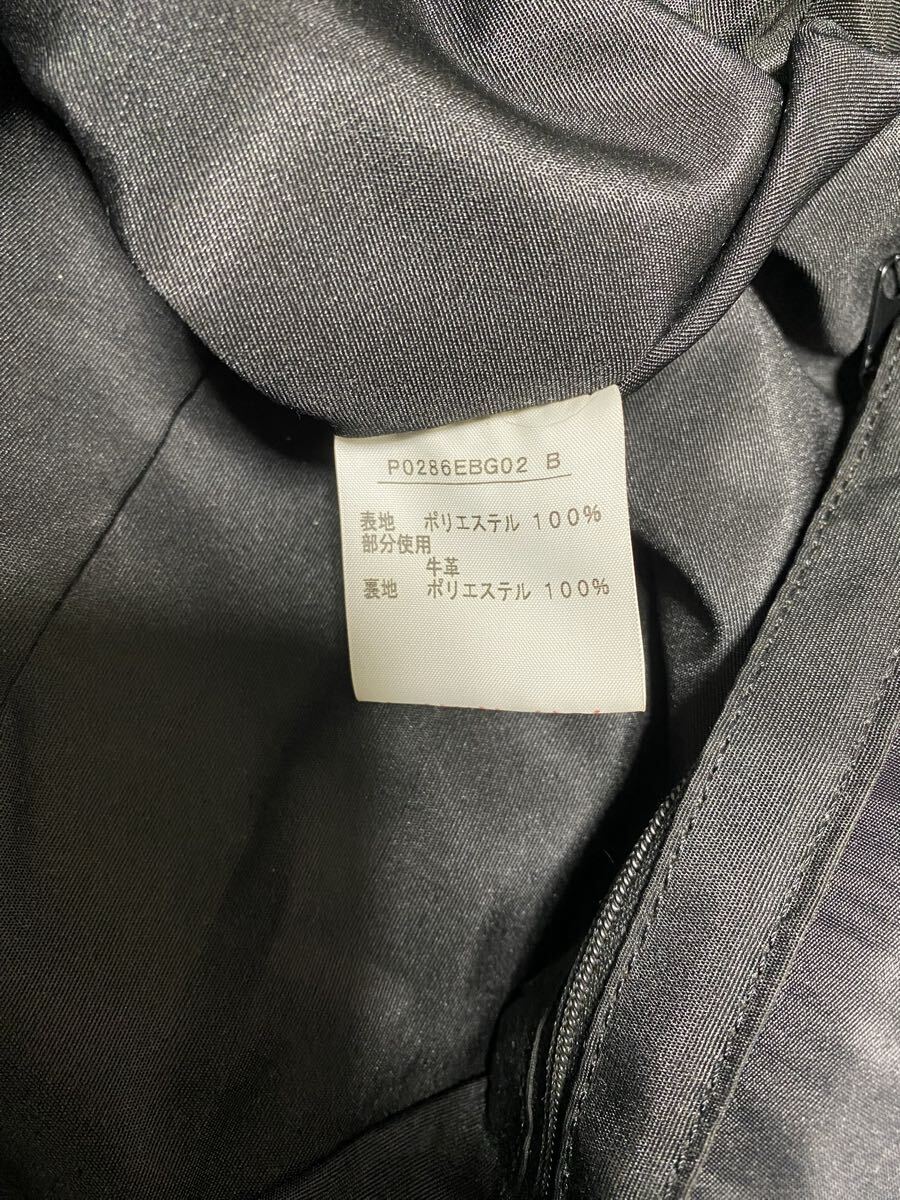 P0286EBG02 B
表地 ポリエステル 100%
部分使用
牛革
裏地 ポリエステル 100%